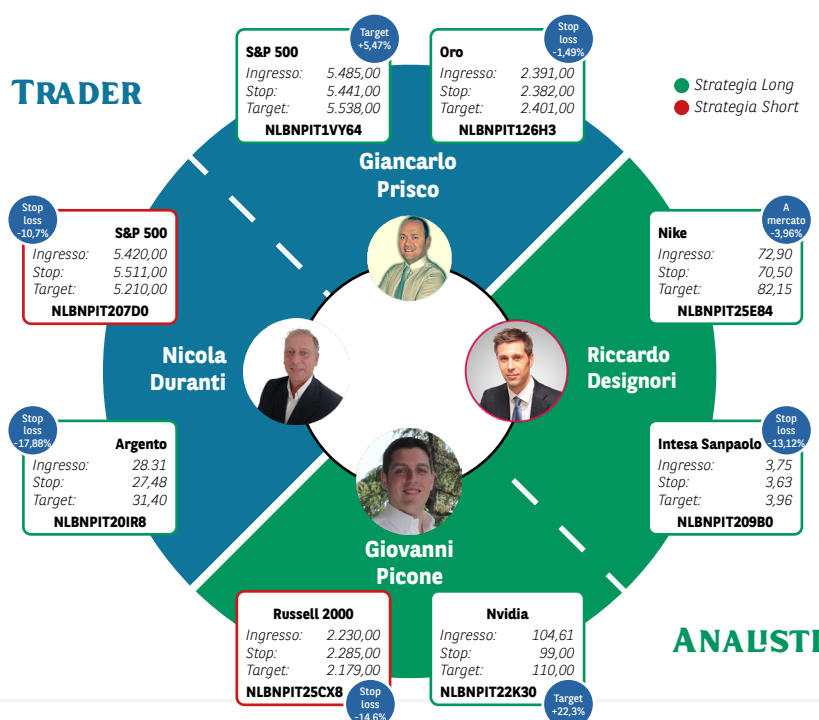 TRADER
S&P 500
Target
+5,47%
Ingresso: 5.485,00
Stop: 5.441,00
Target: 5.538,00
NLBNPIT1VY64
Oro
Stop
loss
-1,49%
Ingresso: 2.391,00
Stop: 2.382,00
Target: 2.401,00
NLBNPIT126H3
Strategia Long
Strategia Short
Giancarlo
Prisco
Stop
loss
-10,7%
S&P 500
Ingresso: 5.420,00
Stop: 5.511,00
Target: 5.210,00
NLBNPIT207D0
A
mercato
-3,96%
Nike
Ingresso: 72,90
Stop: 70,50
Target: 82,15
NLBNPIT25E84
Nicola
Duranti
Riccardo
Designori
Stop
loss
-17,88%
Argento
Ingresso: 28.31
Stop: 27,48
Target: 31,40
NLBNPIT20IR8
Stop
loss
-13,12%
Intesa Sanpaolo
Ingresso: 3,75
Stop: 3,63
Target: 3,96
NLBNPIT209B0
Giovanni
Picone
Russell 2000
Ingresso: 2.230,00
Stop: 2.285,00
Target: 2.179,00
NLBNPIT25CX8
Stop
loss
-14,6%
Nvidia
Ingresso: 104,61
Stop: 99,00
Target: 110,00
NLBNPIT22K30
Target
+22,3%
ANALISTI